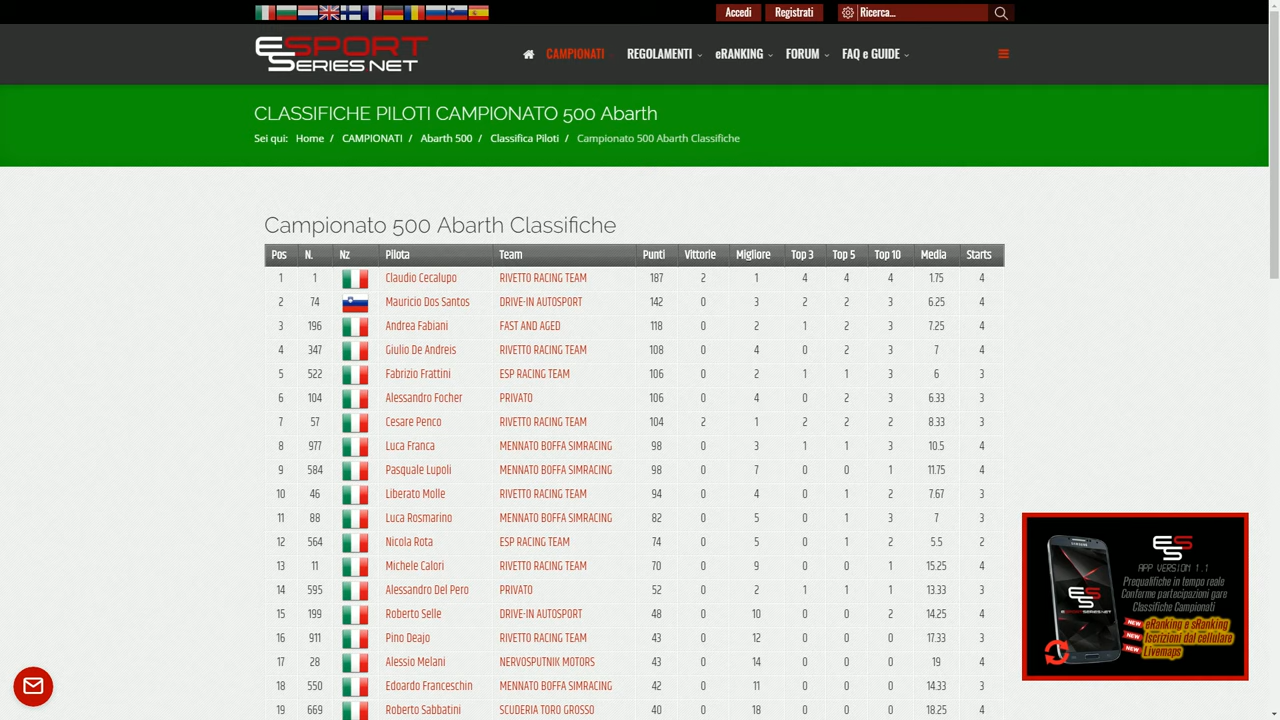 Accedi Registrati Ricerca...
ESPORT
SERIES NET
CAMPIONATI REGOLAMENTI eRANKING FORUM FAQ e GUIDE
CLASSIFICHE PILOTI CAMPIONATO 500 Abarth
Sei qui: Home / CAMPIONATI / Abarth 500 / Classifica Piloti / Campionato 500 Abarth Classifiche
Campionato 500 Abarth Classifiche
Pos N. Nz Pilota Team Punti Vittorie Migliore Top 3 Top 5 Top 10 Media Starts
1 1 Claudio Cecalupo RIVETTO RACING TEAM 187 2 1 4 4 4 1.75 4
2 74 Mauricio Dos Santos DRIVE-IN AUTOSPORT 142 0 3 2 2 3 6.25 4
3 196 Andrea Fabiani FAST AND AGED 118 0 2 1 2 3 7.25 4
4 347 Giulio De Andreis RIVETTO RACING TEAM 108 0 4 0 2 3 7 4
5 522 Fabrizio Frattini ESP RACING TEAM 106 0 2 1 1 3 6 3
6 104 Alessandro Focher PRIVATO 106 0 4 0 2 3 6.33 3
7 57 Cesare Penco RIVETTO RACING TEAM 104 2 1 2 2 2 8.33 3
8 977 Luca Franca MENNATO BOFFA SIMRACING 98 0 3 1 1 3 10.5 4
9 584 Pasquale Lupoli MENNATO BOFFA SIMRACING 98 0 7 0 0 1 11.75 4
10 46 Liberato Molle RIVETTO RACING TEAM 94 0 4 0 1 2 7.67 3
11 88 Luca Rosmarino MENNATO BOFFA SIMRACING 82 0 5 0 1 3 7 3
12 564 Nicola Rota ESP RACING TEAM 74 0 5 0 1 2 5.5 2
13 11 Michele Calori RIVETTO RACING TEAM 70 0 6 0 0 1 15.25 4
14 595 Alessandro Del Pero PRIVATO 52 0 3 1 1 1 13.33 3
15 199 Roberto Selle DRIVE-IN AUTOSPORT 52 0 10 0 0 2 14.25 4
16 911 Pino Deajo RIVETTO RACING TEAM 43 0 12 0 0 0 17.33 3
17 28 Alessio Melani NERVOSPUTNIK MOTORS 43 0 14 0 0 0 19 4
18 550 Edoardo Franceschin MENNATO BOFFA SIMRACING 42 0 11 0 0 0 14.33 3
19 669 Roberto Sabbatini SCUDERIA TORO GROSSO 40 0 18 0 0 0 18.25 4
SAMSUNG
ESS
ESPORTSERIES.NET
ESS
APP VERSION 1.1
Prequalifiche in tempo reale
Conferme partecipazioni gare
Classifiche Campionati
NEW eRanking e sRanking
NEW Iscrizioni dal cellulare
NEW Livemaps